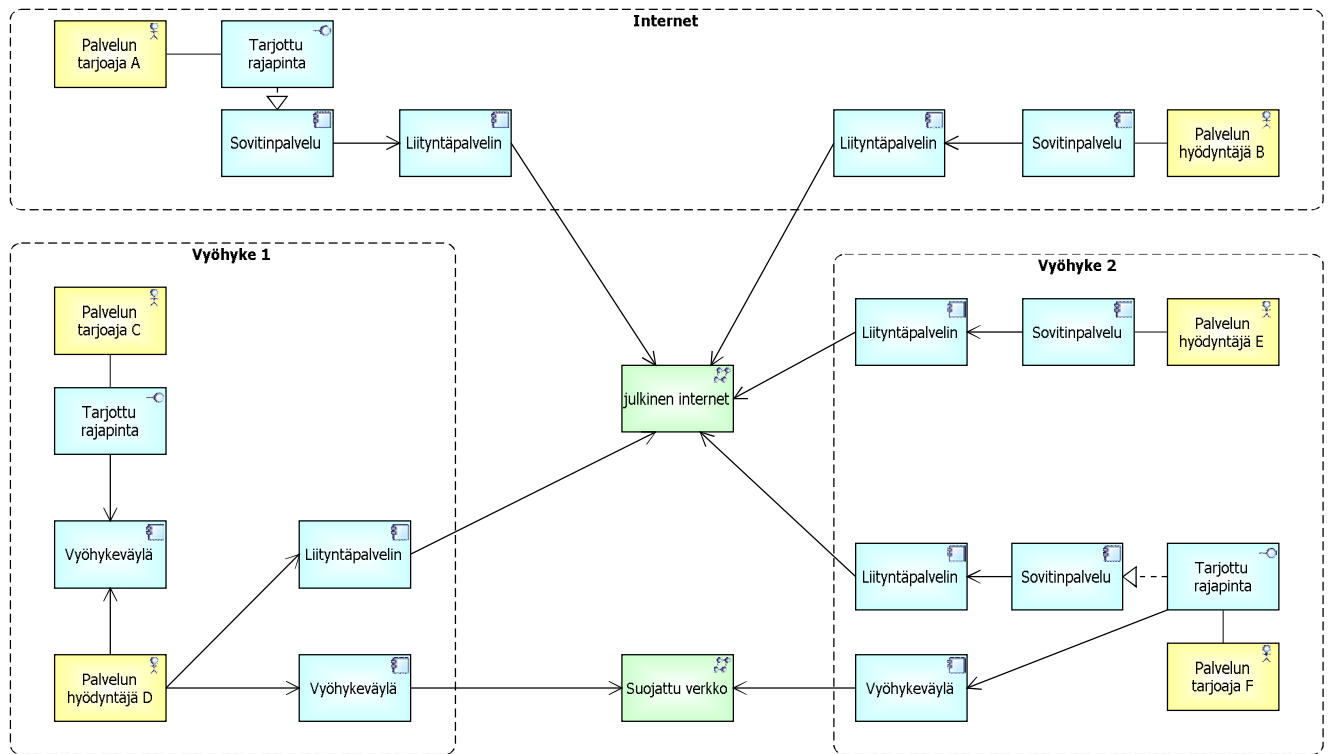 Internet
Palvelun
tarjoaja A
Tarjottu
rajapinta
Sovitinpalvelu
Liityntäpalvelin
Liityntäpalvelin
Sovitinpalvelu
Palvelun
hyödyntäjä B
Vyöhyke 1
Palvelun
tarjoaja C
Tarjottu
rajapinta
Vyöhykeväylä
Liityntäpalvelin
Palvelun
hyödyntäjä D
Vyöhykeväylä
julkinen internet
Suojattu verkko
Vyöhyke 2
Liityntäpalvelin
Sovitinpalvelu
Palvelun
hyödyntäjä E
Liityntäpalvelin
Sovitinpalvelu
Tarjottu
rajapinta
Vyöhykeväylä
Palvelun
tarjoaja F